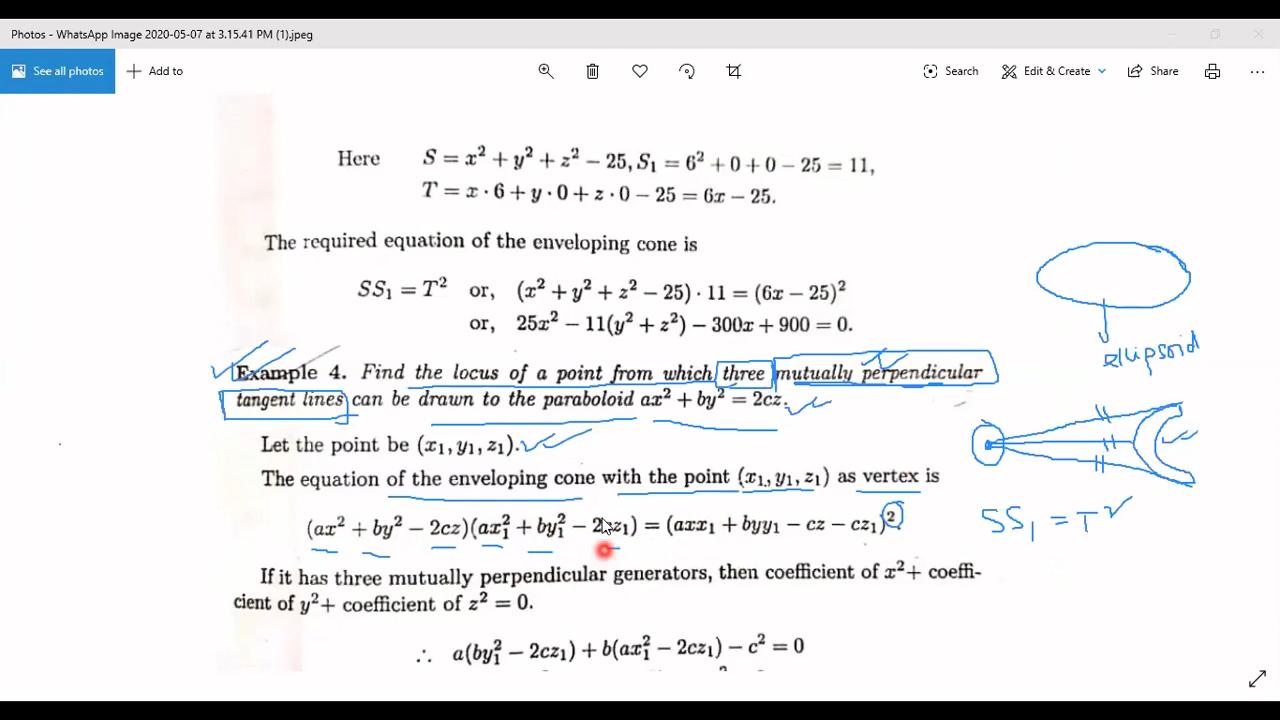 Photos - WhatsApp Image 2020-05-07 at 3.15.41 PM (1).jpeg
See all photos
Add to
Search
Edit & Create
Share
Here S = x² + y² + z² − 25, S₁ = 6² + 0 + 0 − 25 = 11,
T = x · 6 + y · 0 + z · 0 − 25 = 6x − 25.
The required equation of the enveloping cone is
SS₁ = T² or, (x² + y² + z² − 25) · 11 = (6x − 25)²
or, 25x² − 11(y² + z²) − 300x + 900 = 0.
ellipsoid
Example 4. Find the locus of a point from which three mutually perpendicular
tangent lines can be drawn to the paraboloid ax² + by² = 2cz.
Let the point be (x₁, y₁, z₁).
The equation of the enveloping cone with the point (x₁, y₁, z₁) as vertex is
(ax² + by² − 2cz)(ax₁² + by₁² − 2cz₁) = (axx₁ + byy₁ − cz − cz₁)²
SS₁ = T²
If it has three mutually perpendicular generators, then coefficient of x²+ coeffi-
cient of y²+ coefficient of z² = 0.
∴ a(by₁² − 2cz₁) + b(ax₁² − 2cz₁) − c² = 0